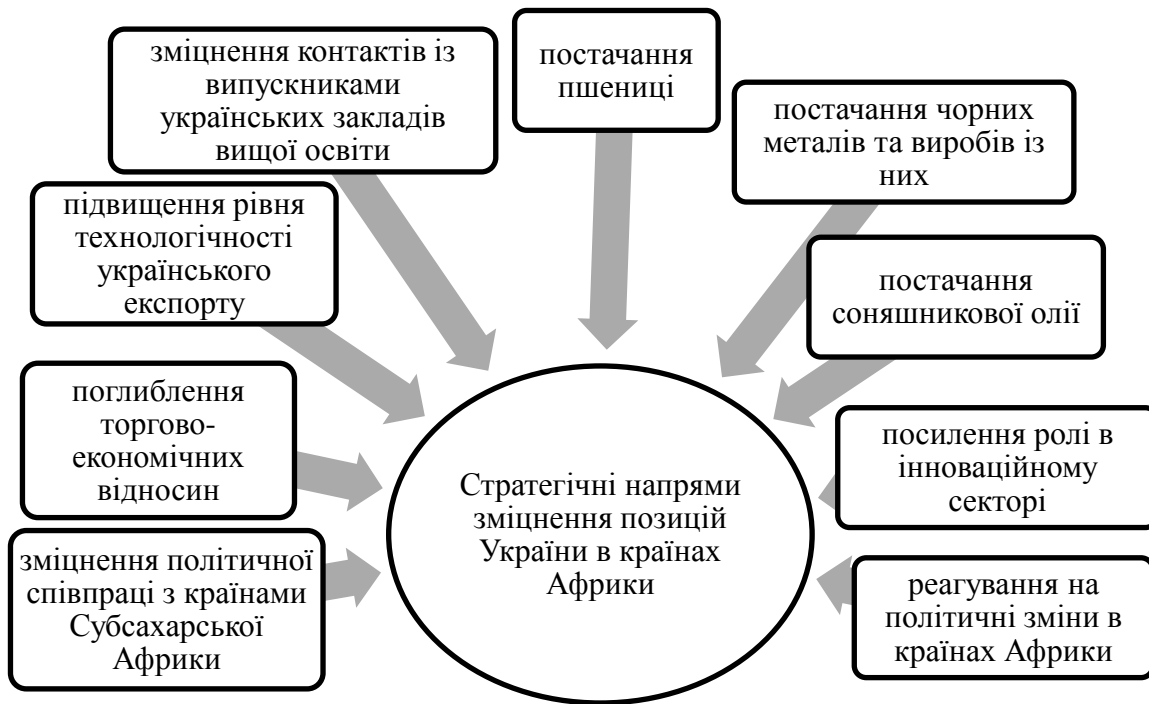 зміцнення контактів із
випускниками
українських закладів
вищої освіти
постачання
пшениці
постачання чорних
металів та виробів із
них
підвищення рівня
технологічності
українського
експорту
постачання
соняшникової олії
поглиблення
торгово-
економічних
відносин
посилення ролі в
інноваційному
секторі
Стратегічні напрями
зміцнення позицій
України в країнах
Африки
зміцнення політичної
співпраці з країнами
Субсахарської
Африки
реагування на
політичні зміни в
країнах Африки